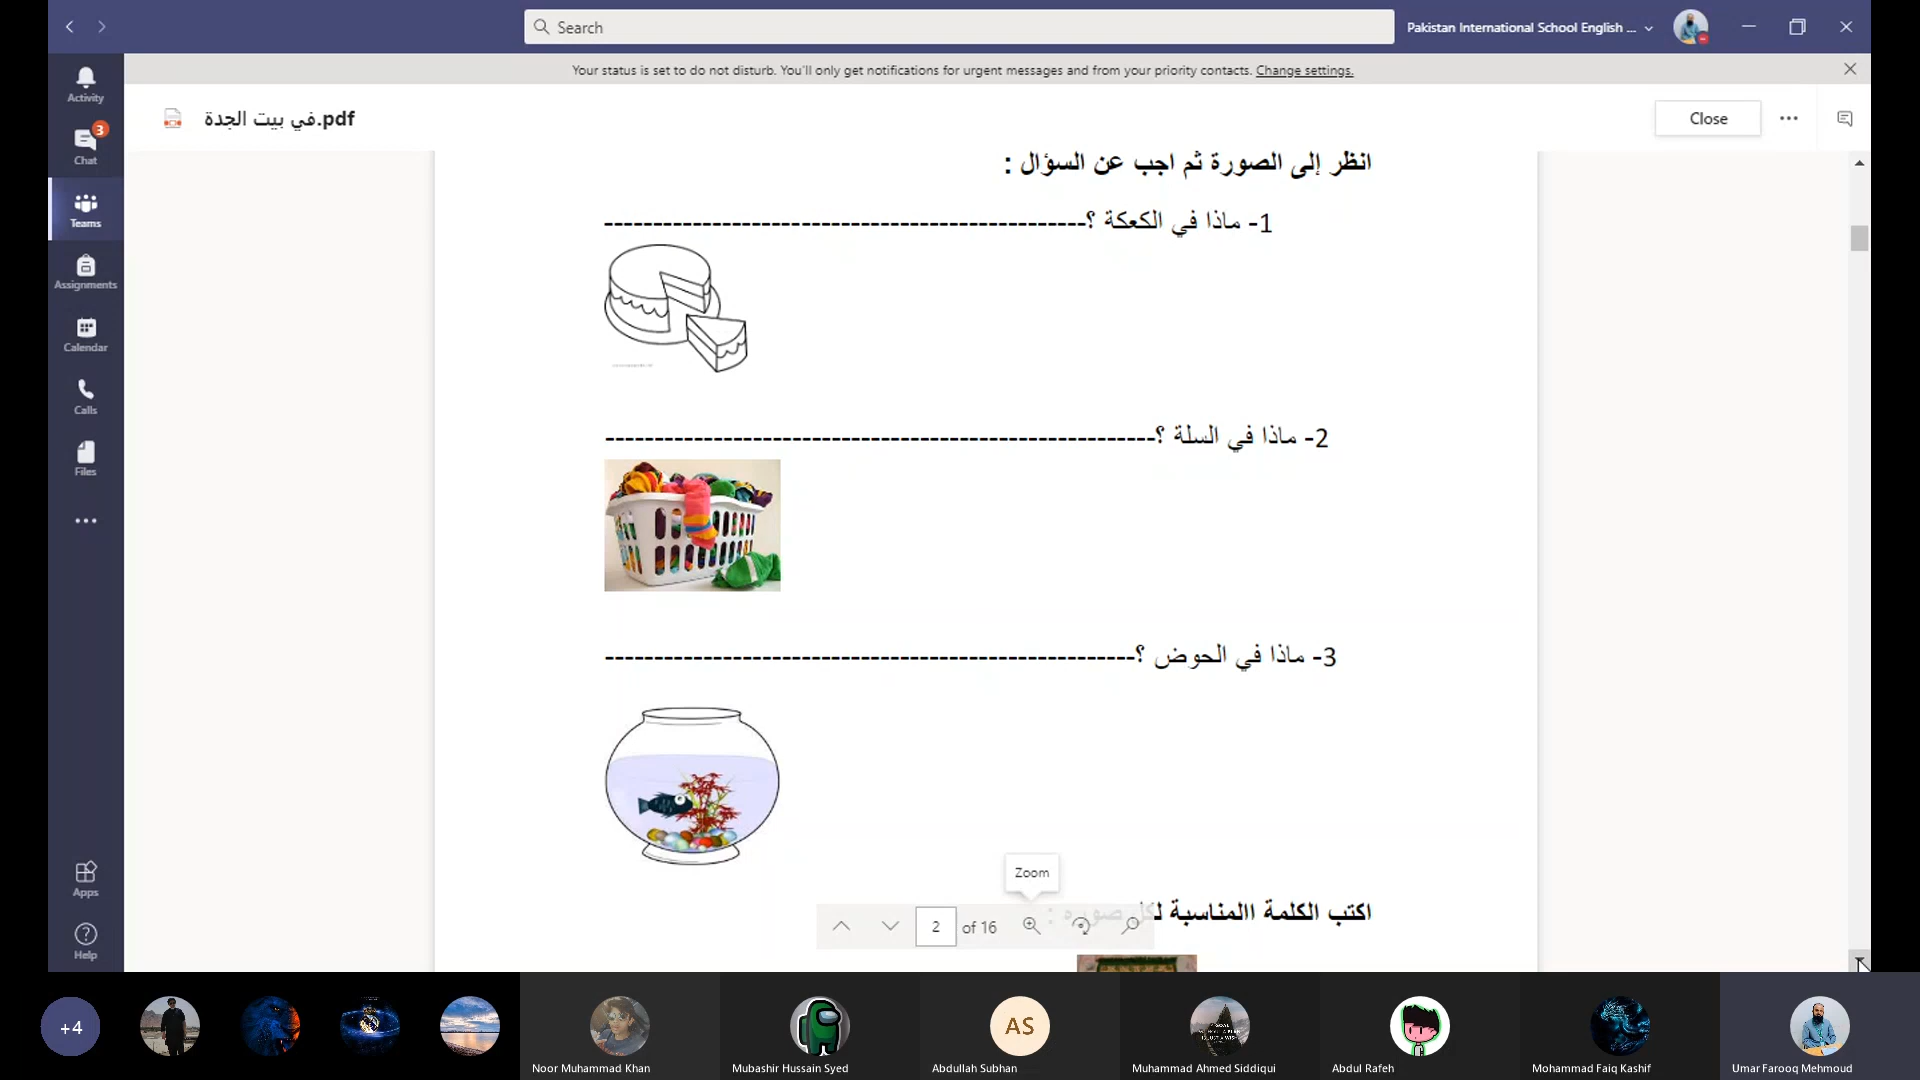 Search
Pakistan International School English ...
Your status is set to do not disturb. You'll only get notifications for urgent messages and from your priority contacts. Change settings.
Activity
في بيت الجدة.pdf
Close
3
Chat
Teams
Assignments
Calendar
Calls
Files
Apps
Help
انظر إلى الصورة ثم اجب عن السؤال :
1- ماذا في الكعكة ؟-------------------------------------------------
2- ماذا في السلة ؟--------------------------------------------------------
3- ماذا في الحوض ؟------------------------------------------------------
Zoom
اكتب الكلمة االمناسبة لكل صوره :
2 of 16
+4
AS
Noor Muhammad Khan
Mubashir Hussain Syed
Abdullah Subhan
Muhammad Ahmed Siddiqui
Abdul Rafeh
Mohammad Faiq Kashif
Umar Farooq Mehmoud